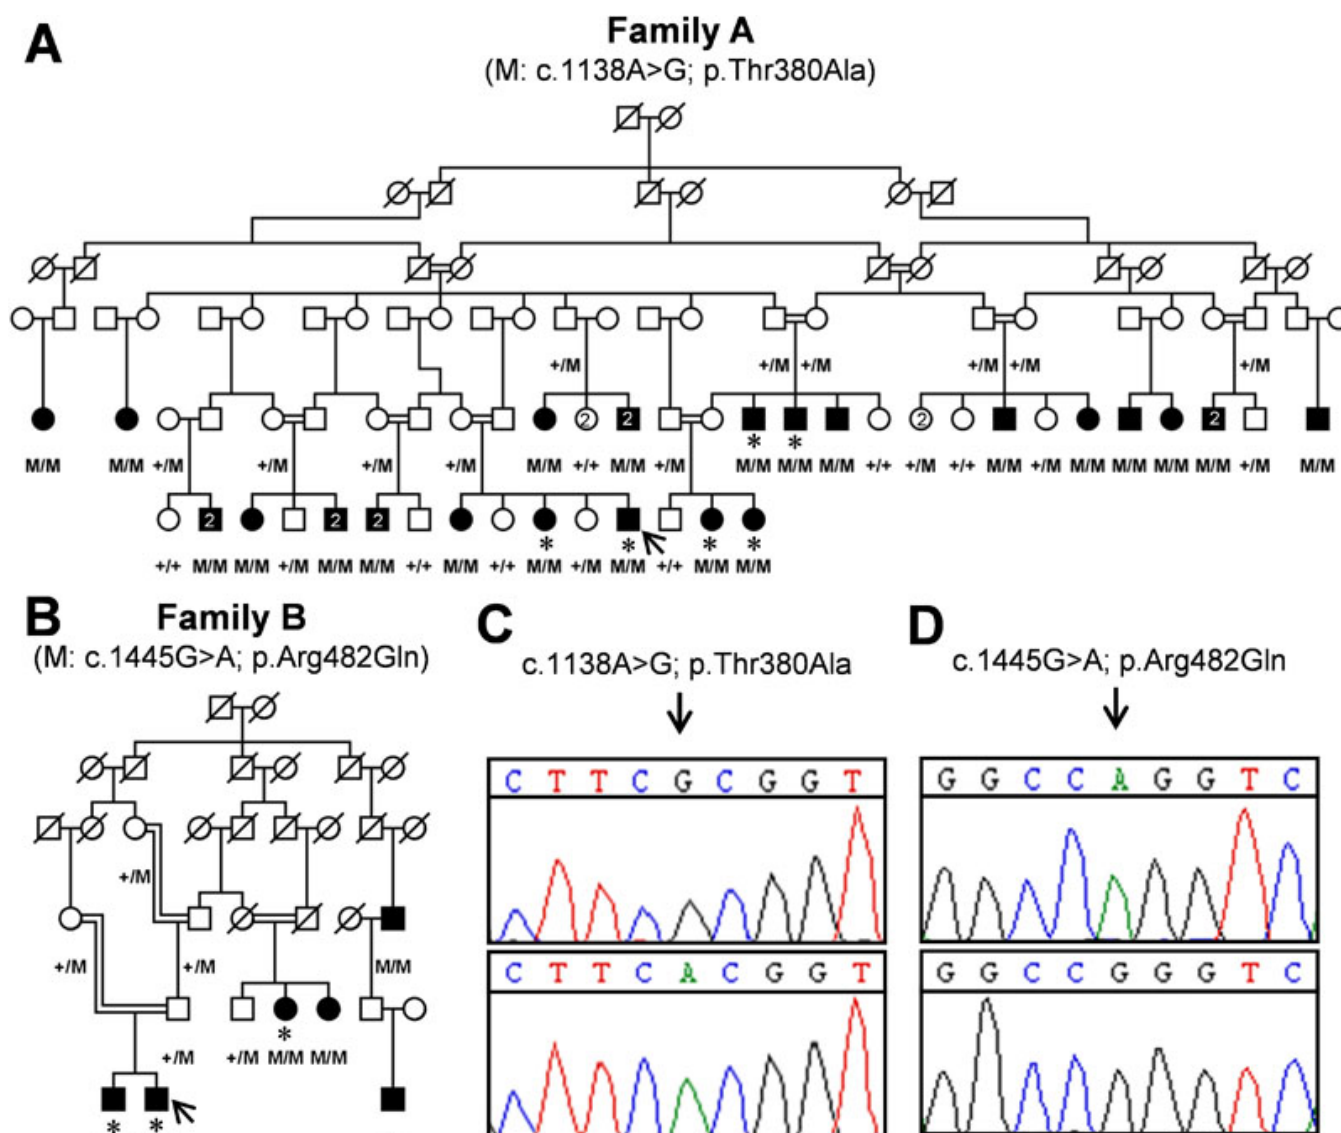 A
Family A
(M: c.1138A>G; p.Thr380Ala)
+/M +/M +/M +/M +/M +/M
2 2 2 2
* *
M/M M/M +/M +/M +/M +/M M/M +/+ M/M +/M M/M M/M M/M +/+ +/M +/+ M/M +/M M/M M/M M/M M/M +/M M/M
2 2 2
* * * *
+/+ M/M M/M +/M M/M M/M +/+ M/M +/+ M/M +/M M/M +/+ M/M M/M
B
Family B
(M: c.1445G>A; p.Arg482Gln)
+/M
+/M +/M M/M
*
+/M +/M M/M M/M
* *
C
c.1138A>G; p.Thr380Ala
C T T C G C G G T
C T T C A C G G T
D
c.1445G>A; p.Arg482Gln
G G C C A G G T C
G G C C G G G T C